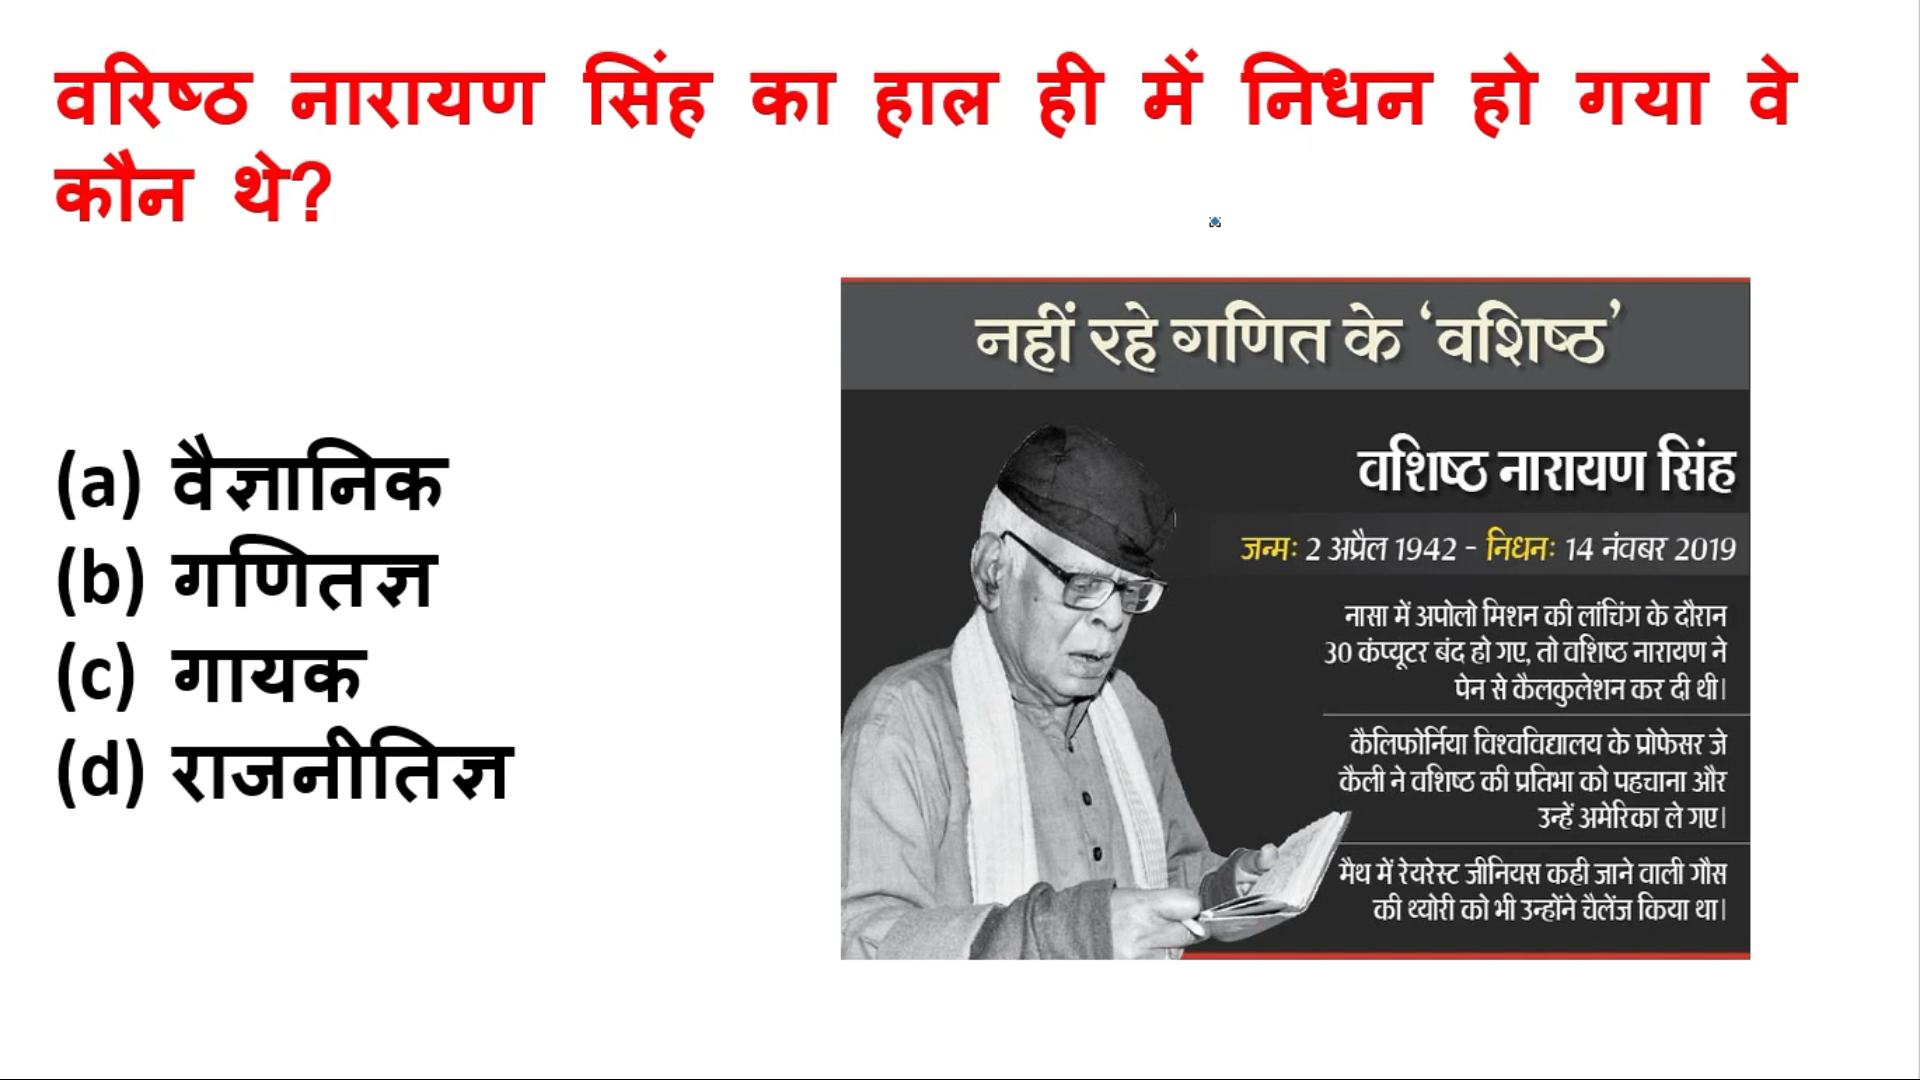 वरिष्ठ नारायण सिंह का हाल ही में निधन हो गया वे
कौन थे?
(a) वैज्ञानिक
(b) गणितज्ञ
(c) गायक
(d) राजनीतिज्ञ
नहीं रहे गणित के ‘वशिष्ठ’
वशिष्ठ नारायण सिंह
जन्मः 2 अप्रैल 1942 - निधनः 14 नंवबर 2019
नासा में अपोलो मिशन की लांचिंग के दौरान
30 कंप्यूटर बंद हो गए, तो वशिष्ठ नारायण ने
पेन से कैलकुलेशन कर दी थी।
कैलिफोर्निया विश्वविद्यालय के प्रोफेसर जे
कैली ने वशिष्ठ की प्रतिभा को पहचाना और
उन्हें अमेरिका ले गए।
मैथ में रेयरेस्ट जीनियस कही जाने वाली गौस
की थ्योरी को भी उन्होंने चैलेंज किया था।